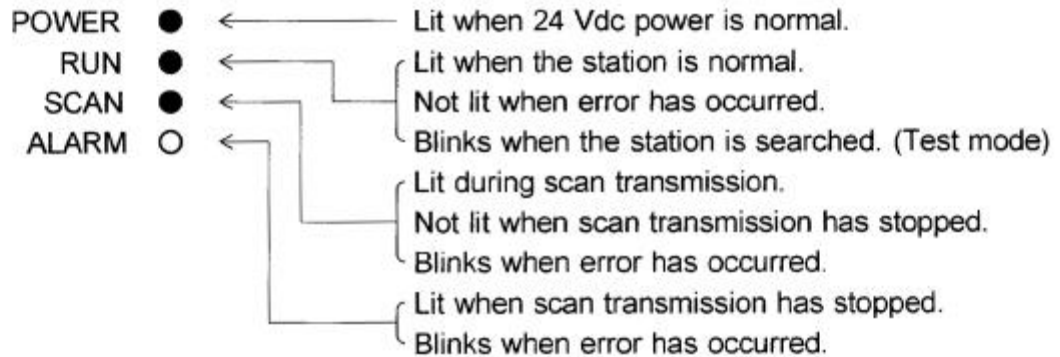 POWER Lit when 24 Vdc power is normal.
RUN Lit when the station is normal.
SCAN Not lit when error has occurred.
ALARM Blinks when the station is searched. (Test mode)
Lit during scan transmission.
Not lit when scan transmission has stopped.
Blinks when error has occurred.
Lit when scan transmission has stopped.
Blinks when error has occurred.